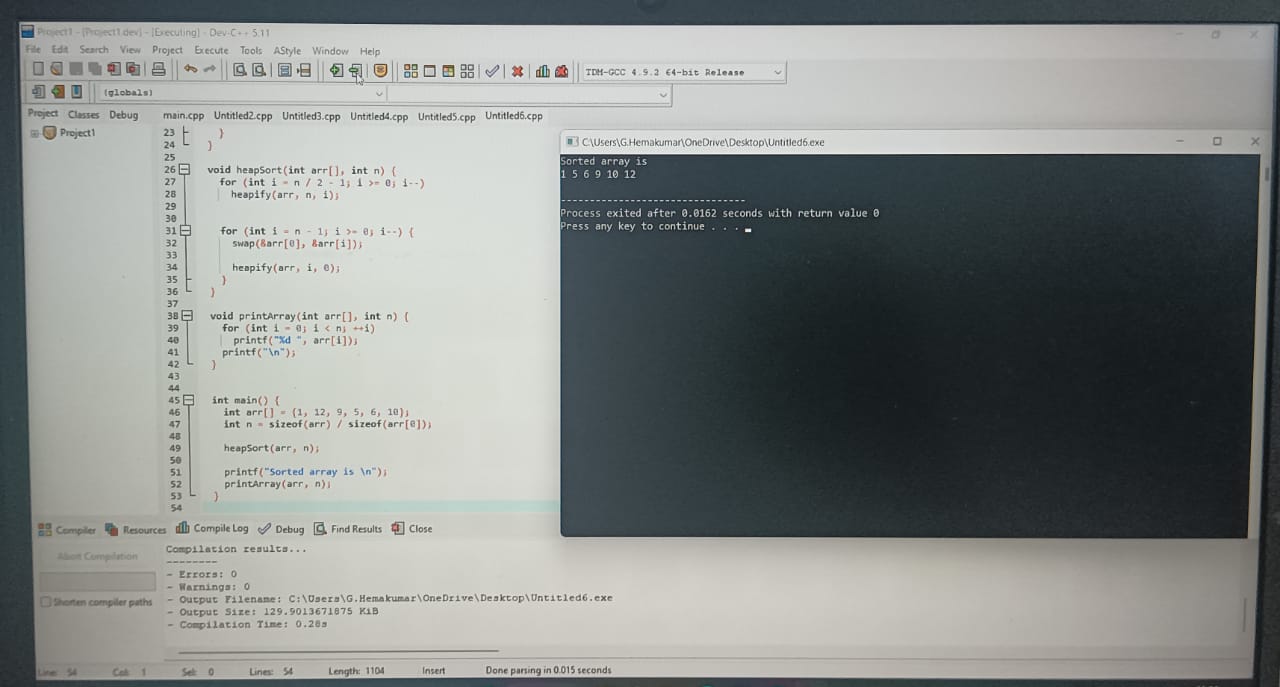 Project1 - [Project1.dev] - [Executing] - Dev-C++ 5.11
File Edit Search View Project Execute Tools AStyle Window Help
TDM-GCC 4.9.2 64-bit Release
(globals)
Project Classes Debug
main.cpp Untitled2.cpp Untitled3.cpp Untitled4.cpp Untitled5.cpp Untitled6.cpp
Project1
23 }
24 }
25
26 void heapSort(int arr[], int n) {
27 for (int i = n / 2 - 1; i >= 0; i--)
28 heapify(arr, n, i);
29
30
31 for (int i = n - 1; i >= 0; i--) {
32 swap(&arr[0], &arr[i]);
33
34 heapify(arr, i, 0);
35 }
36 }
37
38 void printArray(int arr[], int n) {
39 for (int i = 0; i < n; ++i)
40 printf("%d ", arr[i]);
41 printf("\n");
42 }
43
44
45 int main() {
46 int arr[] = {1, 12, 9, 5, 6, 10};
47 int n = sizeof(arr) / sizeof(arr[0]);
48
49 heapSort(arr, n);
50
51 printf("Sorted array is \n");
52 printArray(arr, n);
53 }
54
C:\Users\G.Hemakumar\OneDrive\Desktop\Untitled6.exe
Sorted array is
1 5 6 9 10 12
--------------------------------
Process exited after 0.0162 seconds with return value 0
Press any key to continue . . .
Compiler Resources Compile Log Debug Find Results Close
Abort Compilation
Shorten compiler paths
Compilation results...
--------
- Errors: 0
- Warnings: 0
- Output Filename: C:\Users\G.Hemakumar\OneDrive\Desktop\Untitled6.exe
- Output Size: 129.9013671875 KiB
- Compilation Time: 0.28s
Line: 54 Col: 1 Sel: 0 Lines: 54 Length: 1104 Insert Done parsing in 0.015 seconds